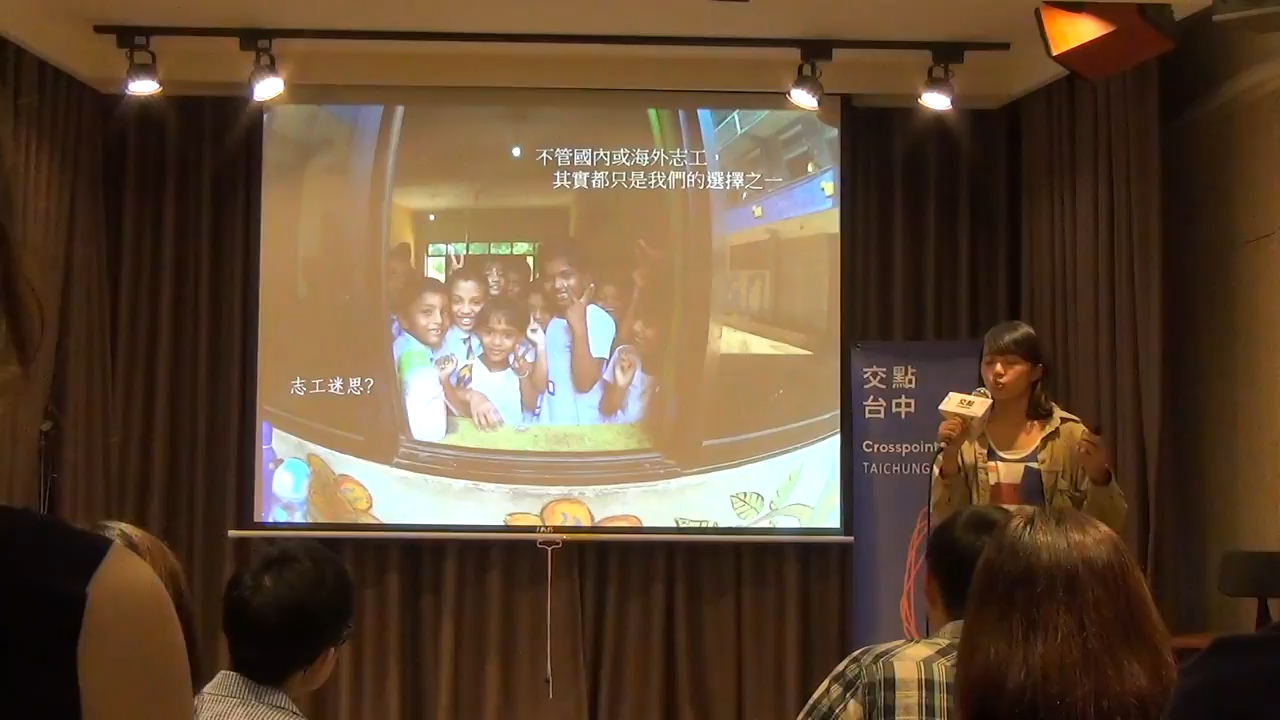 不管國內或海外志工，
其實都只是我們的選擇之一
志工迷思?
交點
台中
Crosspoint
TAICHUNG
交點